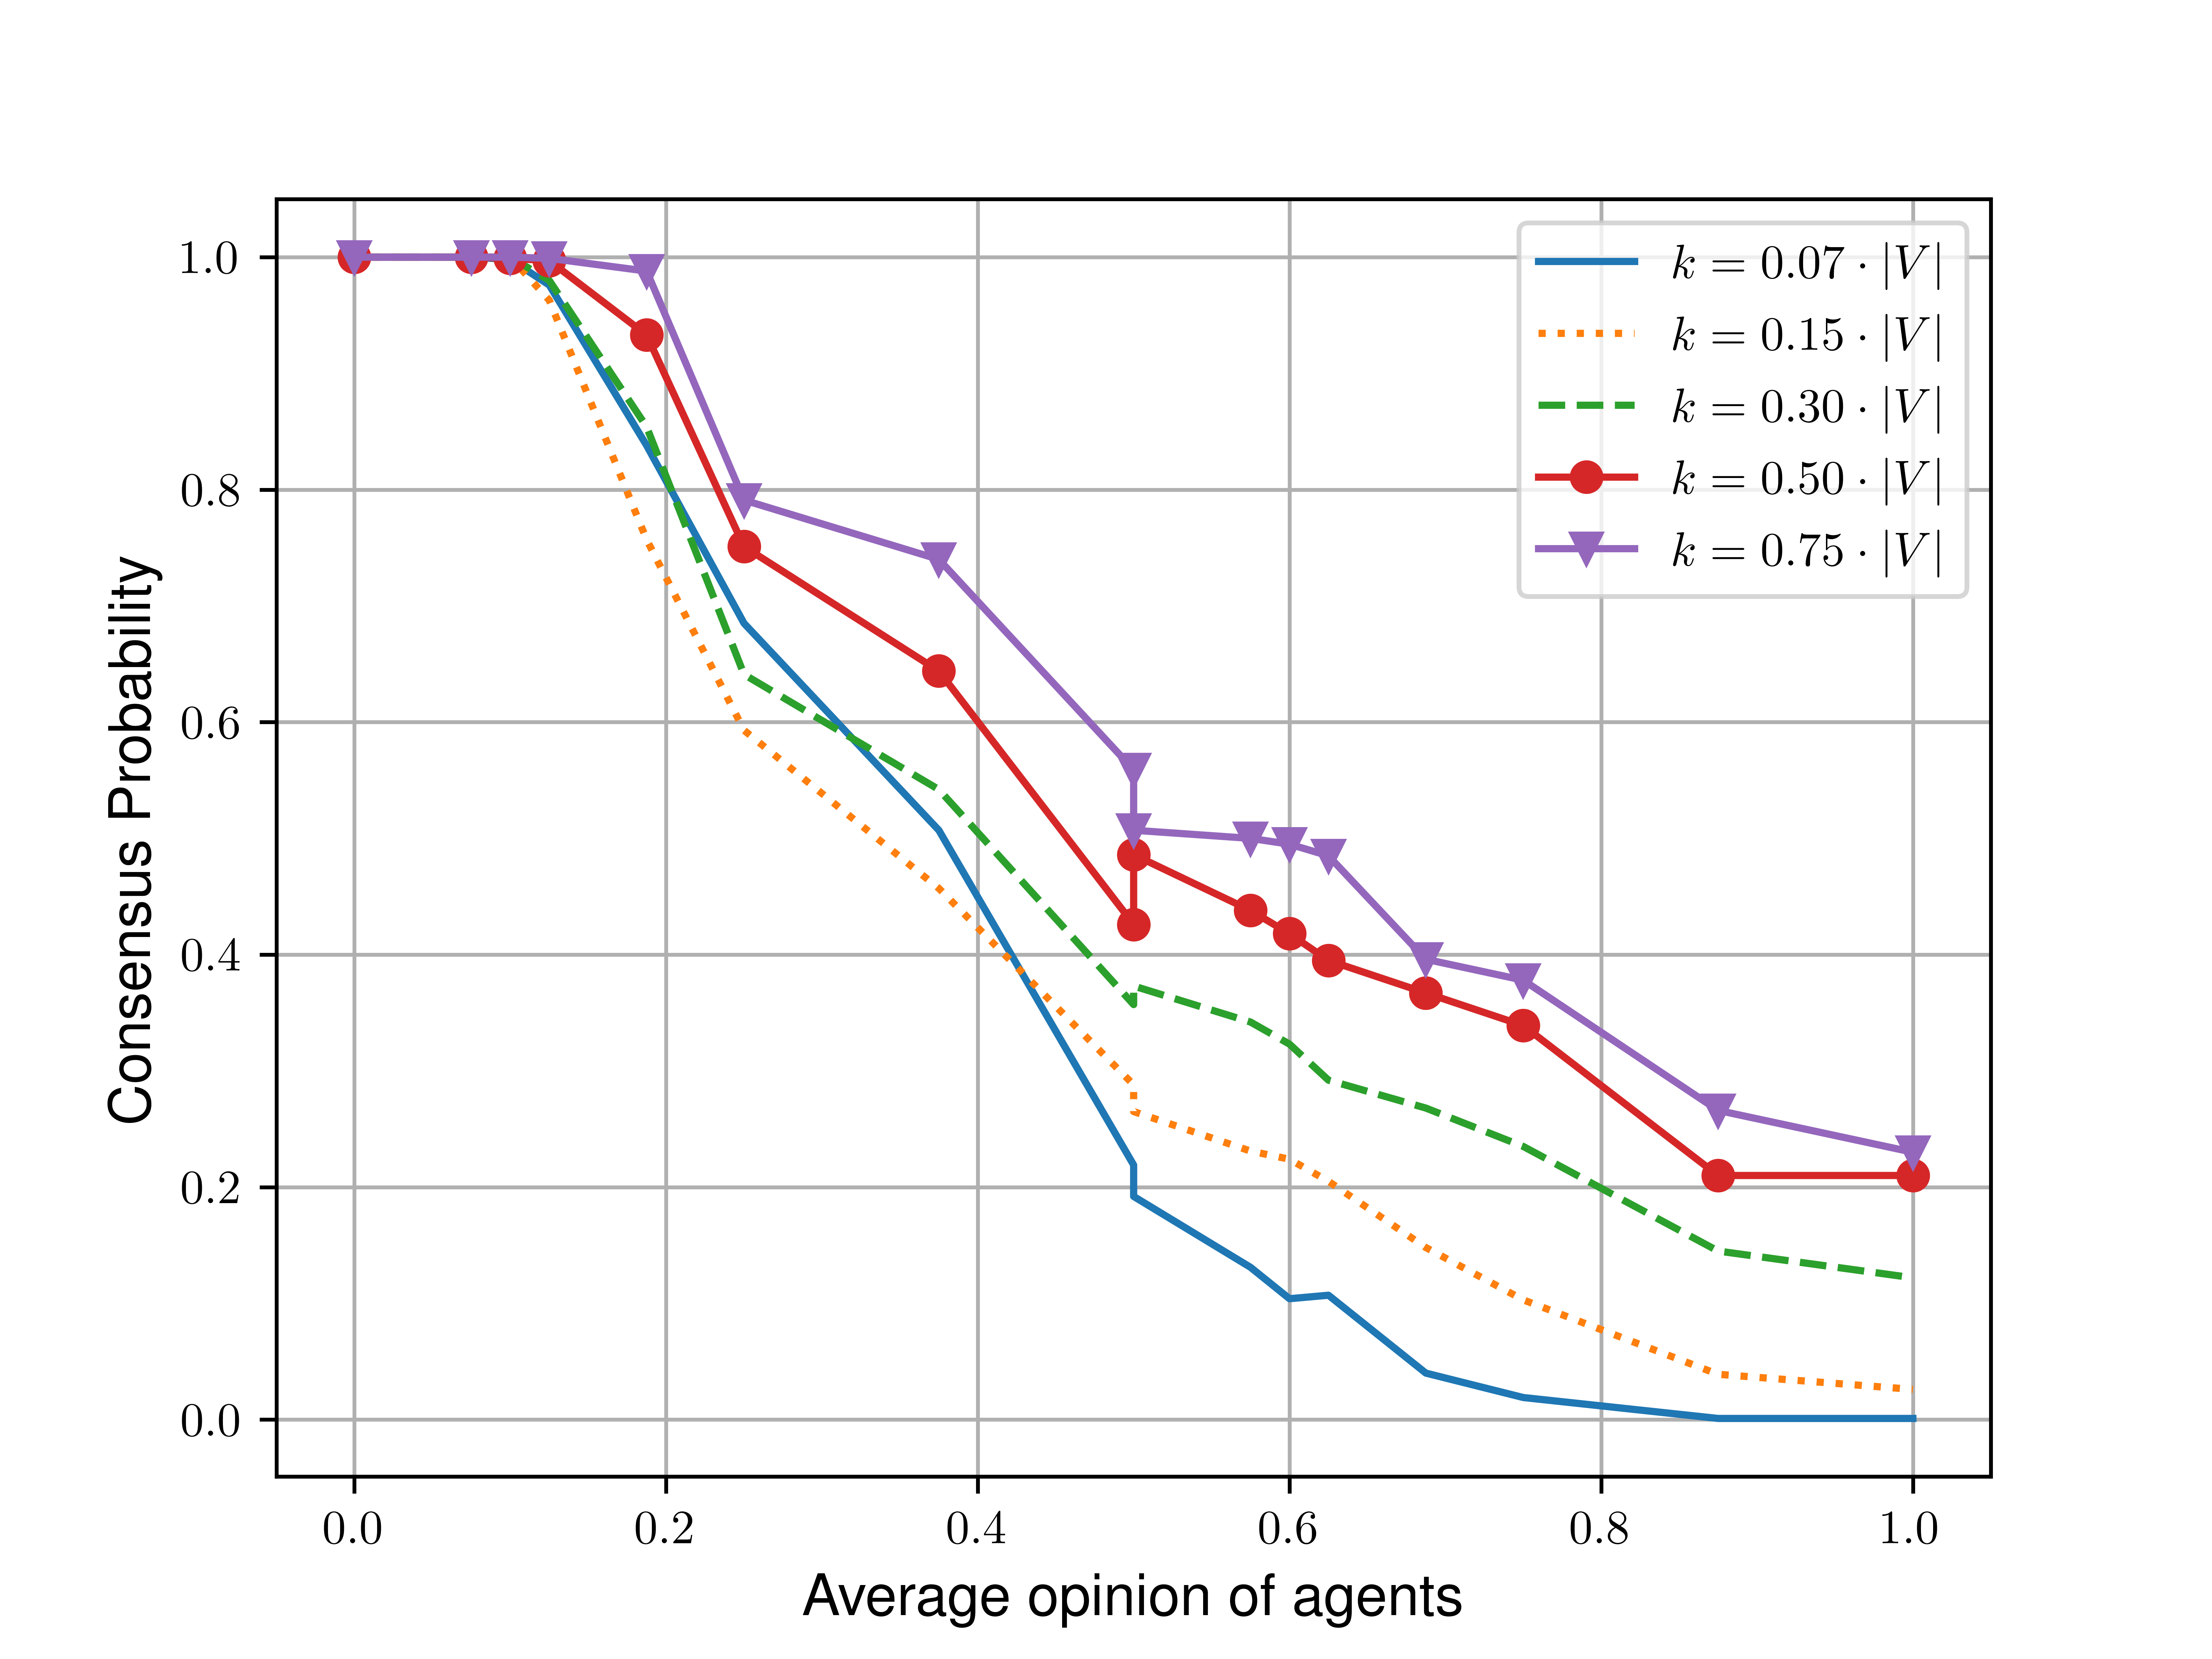 1.0
0.8
0.6
0.4
0.2
0.0
Consensus Probability
k = 0.07 · |V|
k = 0.15 · |V|
k = 0.30 · |V|
k = 0.50 · |V|
k = 0.75 · |V|
0.0 0.2 0.4 0.6 0.8 1.0
Average opinion of agents